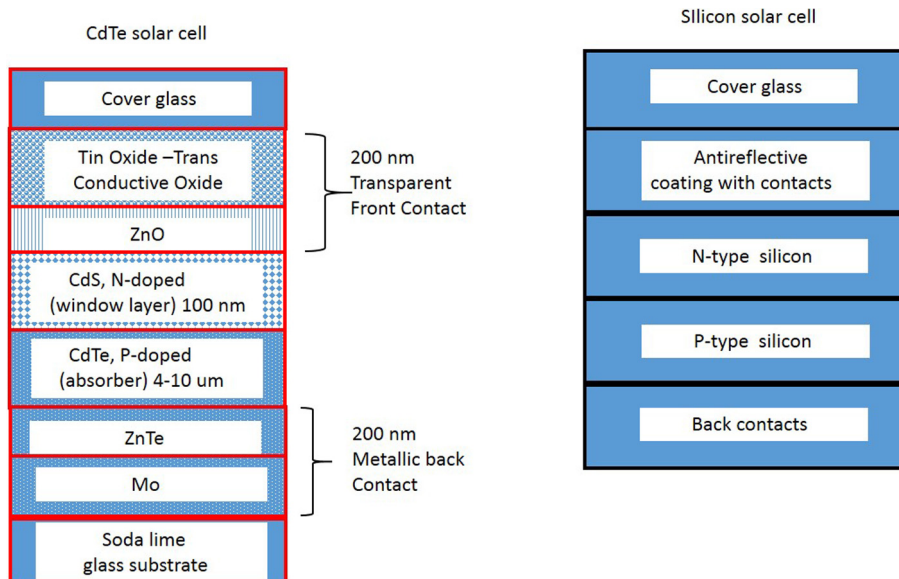 CdTe solar cell
Cover glass
Tin Oxide –Trans
Conductive Oxide
ZnO
200 nm
Transparent
Front Contact
CdS, N-doped
(window layer) 100 nm
CdTe, P-doped
(absorber) 4-10 um
ZnTe
Mo
200 nm
Metallic back
Contact
Soda lime
glass substrate
SIlicon solar cell
Cover glass
Antireflective
coating with contacts
N-type silicon
P-type silicon
Back contacts